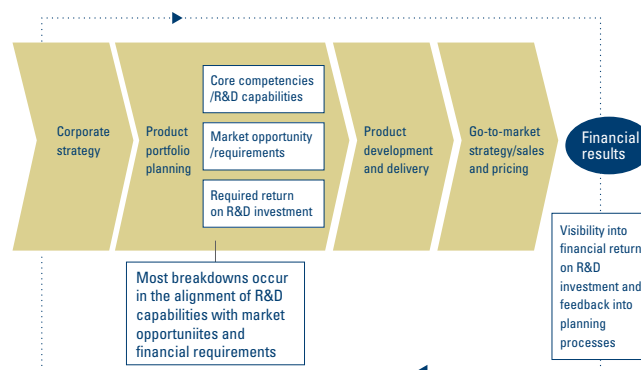 Corporate
strategy
Product
portfolio
planning
Core competencies
/R&D capabilities
Market opportunity
/requirements
Required return
on R&D investment
Product
development
and delivery
Go-to-market
strategy/sales
and pricing
Financial
results
Most breakdowns occur
in the alignment of R&D
capabilities with market
opportuniites and
financial requirements
Visibility into
financial return
on R&D
investment and
feedback into
planning
processes